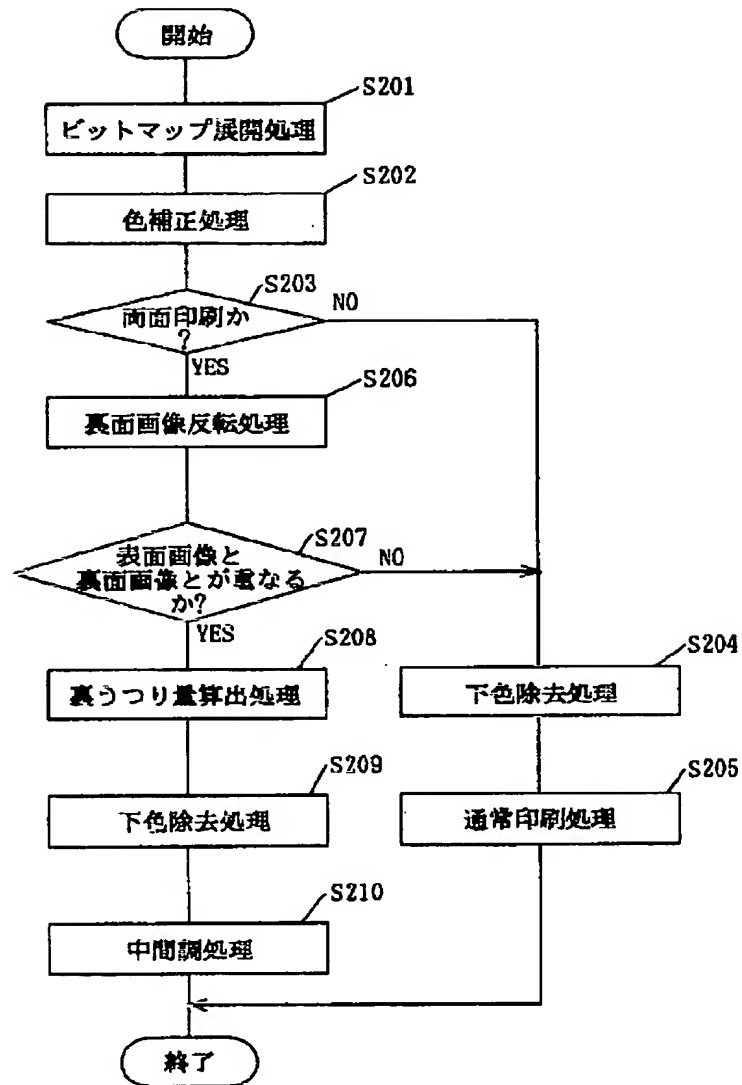 開始
S201
ビットマップ展開処理
S202
色補正処理
S203
両面印刷か
?
NO
YES
S206
裏面画像反転処理
S207
表面画像と
裏面画像とが重なる
か?
NO
YES
S208
裏うつり量算出処理
S204
下色除去処理
S209
下色除去処理
S205
通常印刷処理
S210
中間調処理
終了